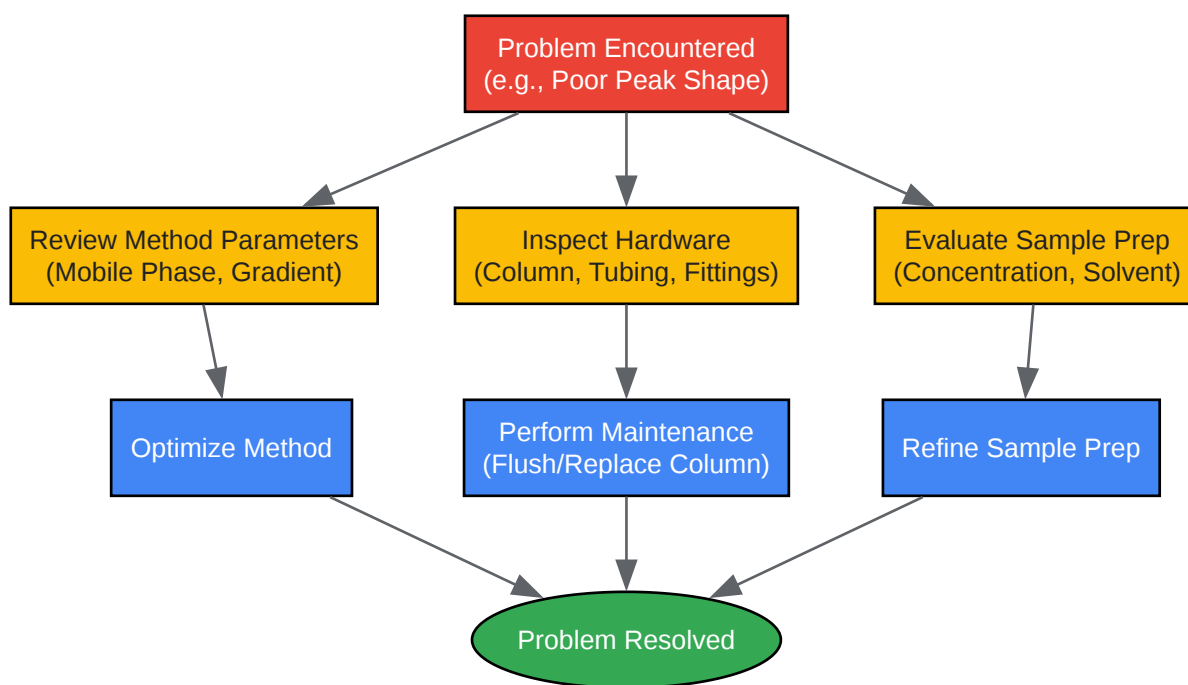 Problem Encountered
(e.g., Poor Peak Shape)
Review Method Parameters
(Mobile Phase, Gradient)
Inspect Hardware
(Column, Tubing, Fittings)
Evaluate Sample Prep
(Concentration, Solvent)
Optimize Method
Perform Maintenance
(Flush/Replace Column)
Refine Sample Prep
Problem Resolved